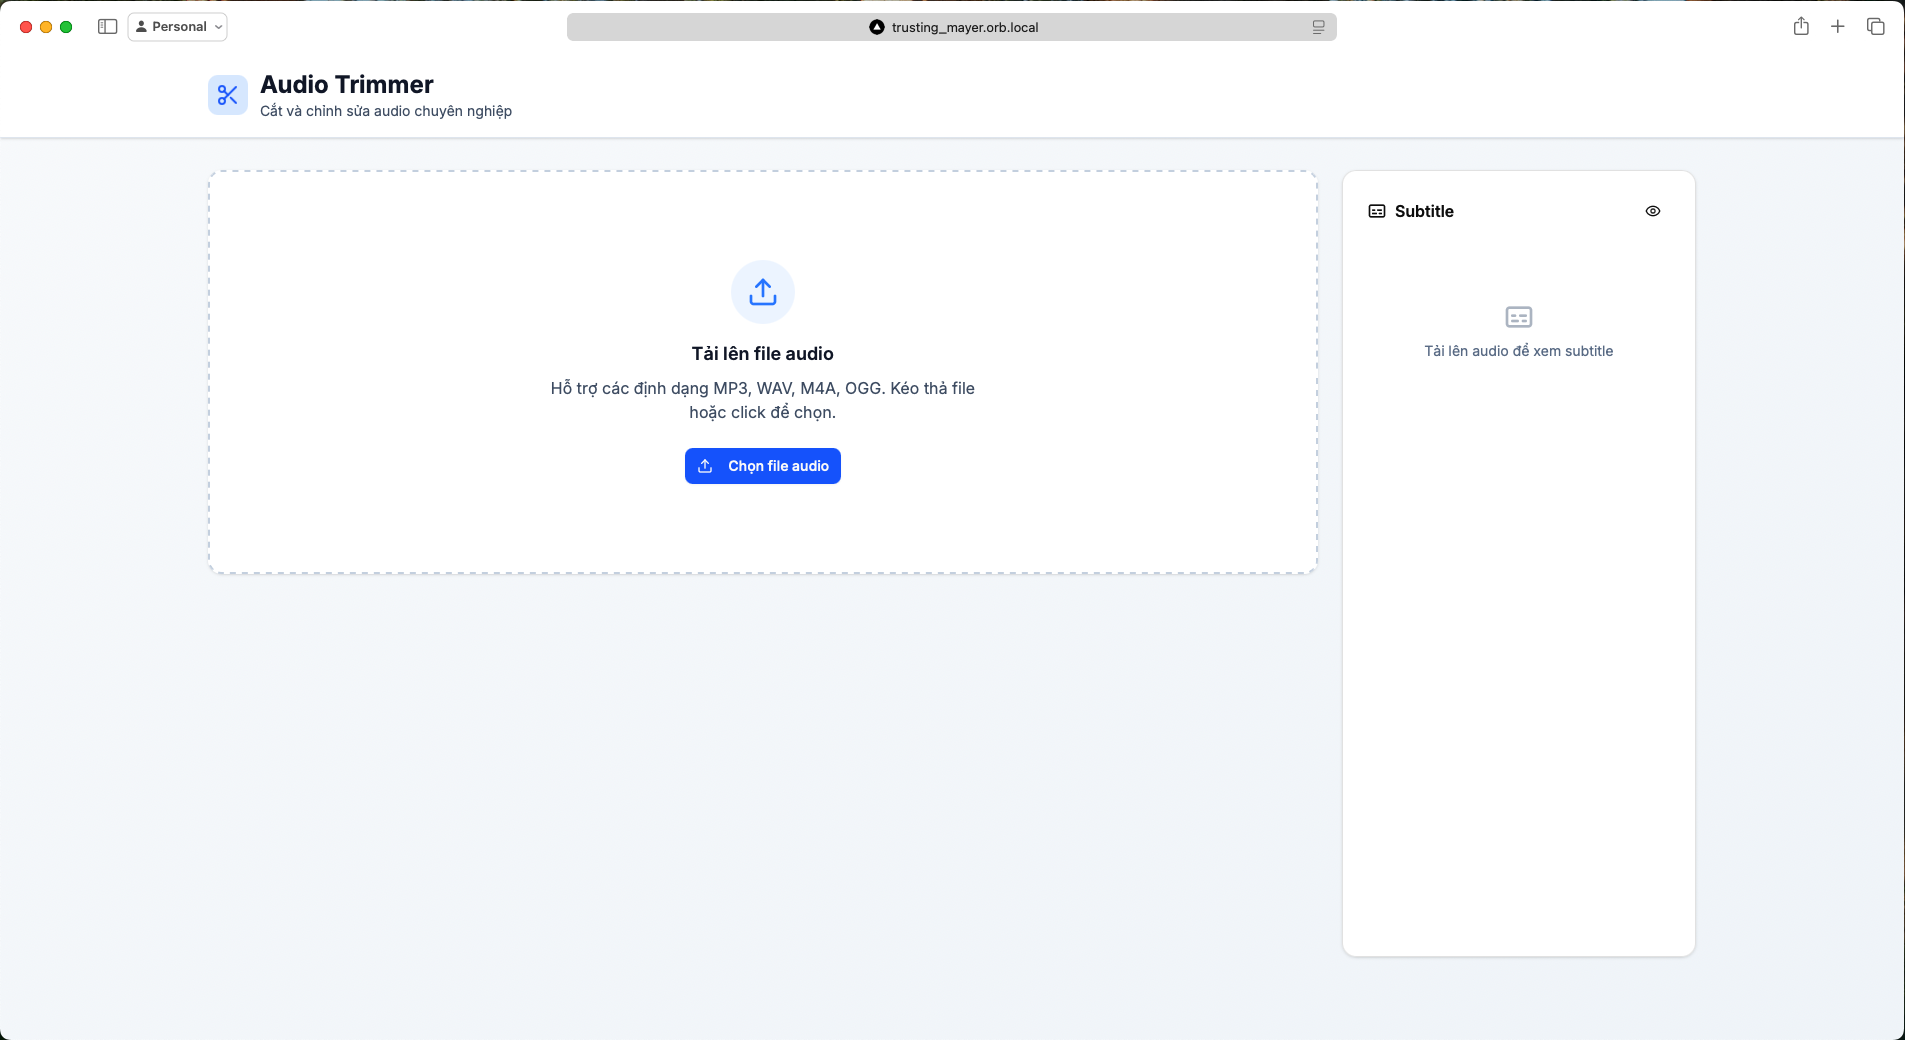 Personal
trusting_mayer.orb.local
Audio Trimmer
Cắt và chỉnh sửa audio chuyên nghiệp
Tải lên file audio
Hỗ trợ các định dạng MP3, WAV, M4A, OGG. Kéo thả file
hoặc click để chọn.
Chọn file audio
Subtitle
Tải lên audio để xem subtitle